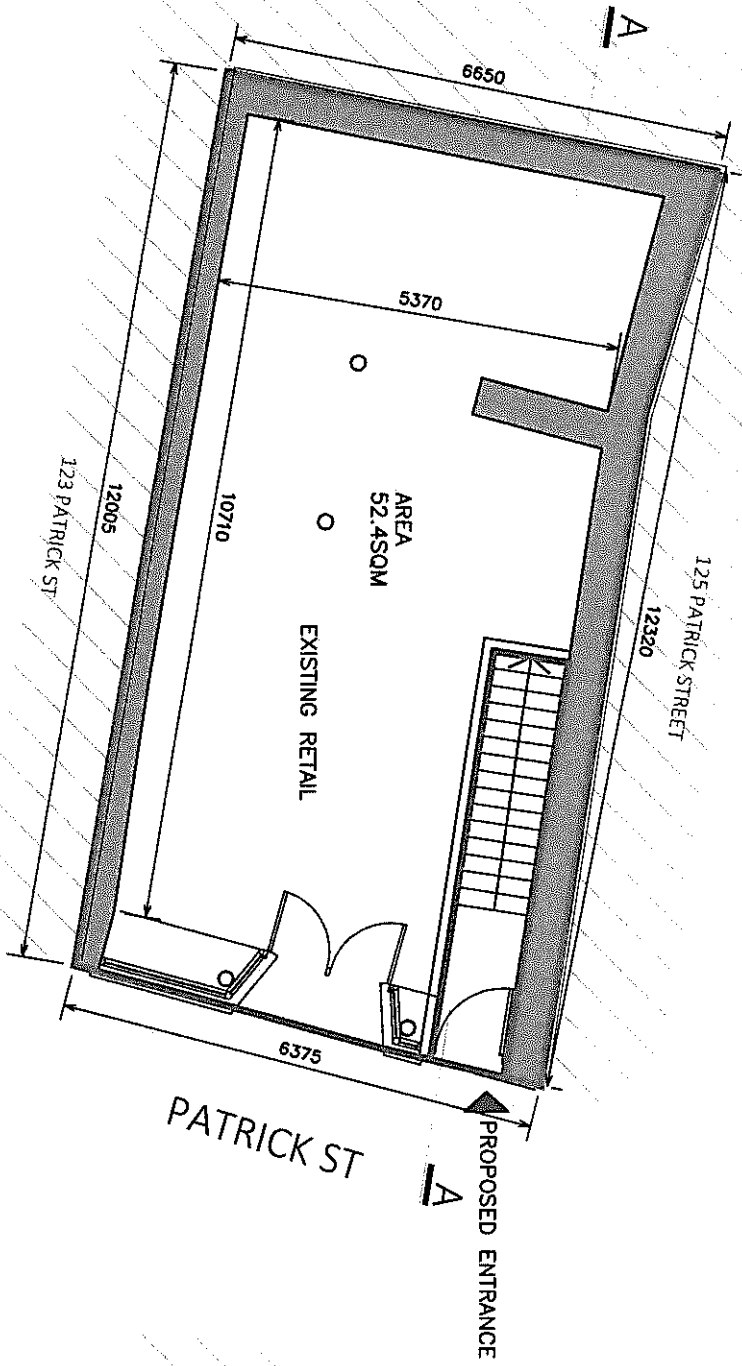 A
6650
5370
125 PATRICK STREET
12320
AREA
52.4SQM
EXISTING RETAIL
10710
12005
123 PATRICK ST
6375
PATRICK ST
A
PROPOSED ENTRANCE